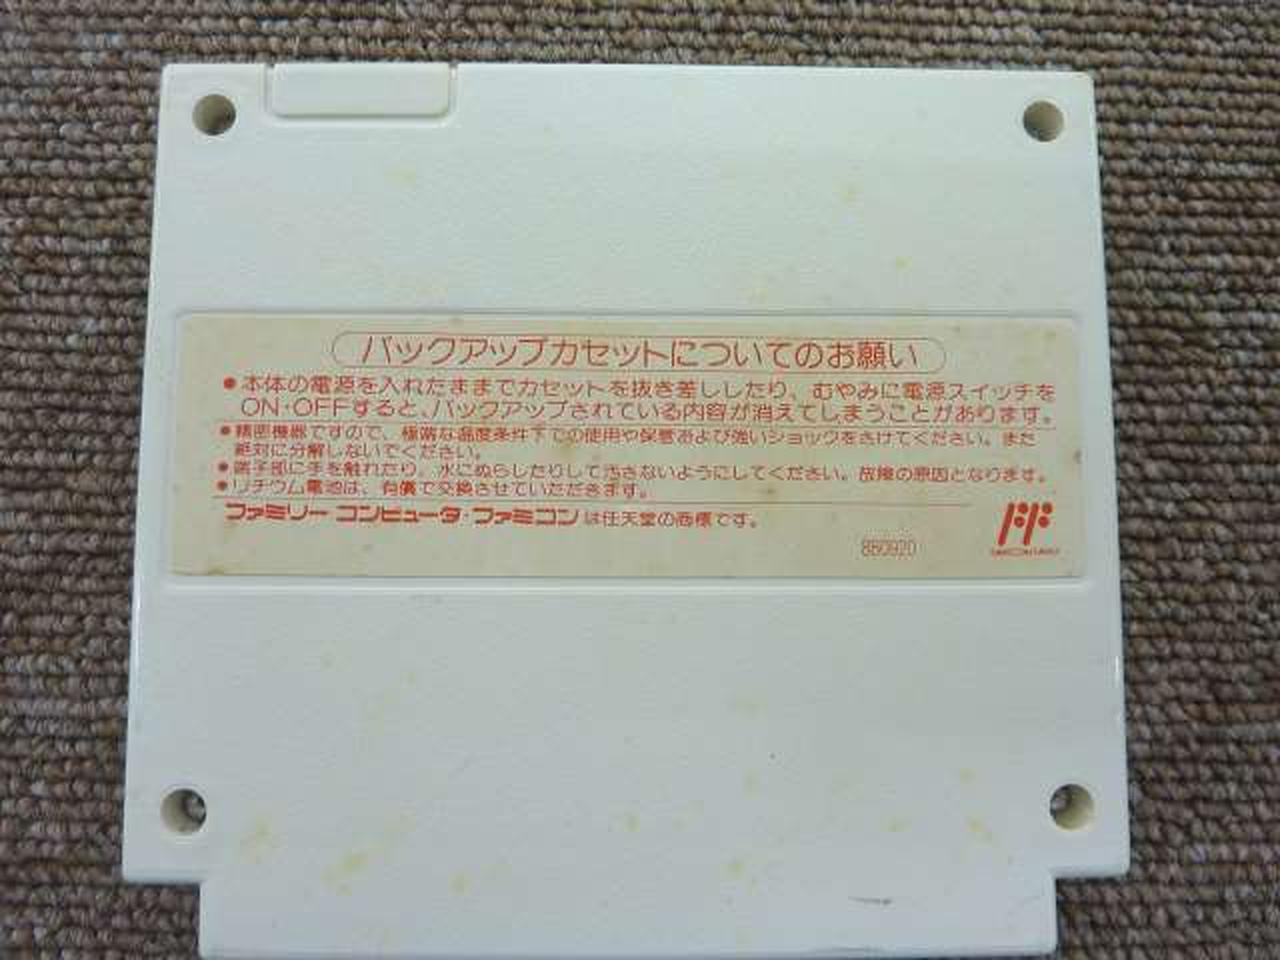 バックアップカセットについてのお願い
●本体の電源を入れたままでカセットを抜き差ししたり、むやみに電源スイッチを
ON・OFFすると、バックアップされている内容が消えてしまうことがあります。
●精密機器ですので、極端な温度条件下での使用や保管および強いショックをさけてください。また
絶対に分解しないでください。
●端子部に手を触れたり、水にぬらしたりして汚さないようにしてください。故障の原因となります。
●リチウム電池は、有償で交換させていただきます。
ファミリーコンピュータ・ファミコンは任天堂の商標です。
880920
FF